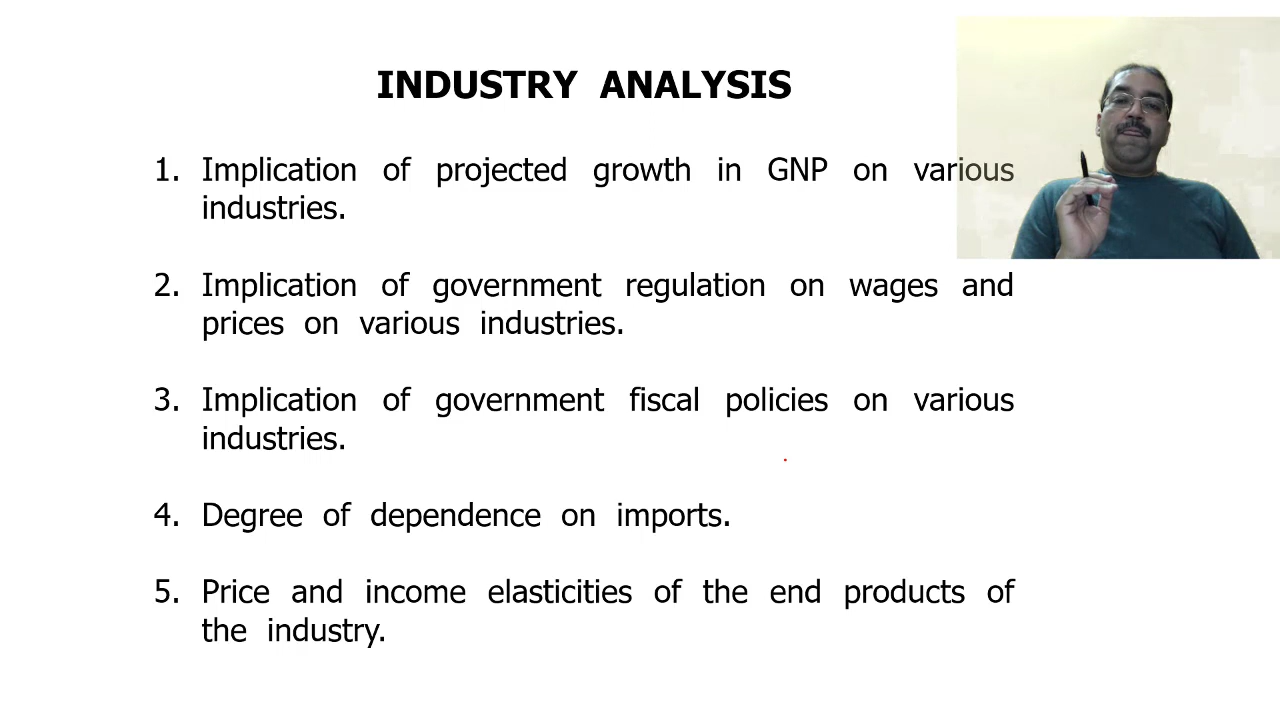 INDUSTRY ANALYSIS
1. Implication of projected growth in GNP on various
industries.
2. Implication of government regulation on wages and
prices on various industries.
3. Implication of government fiscal policies on various
industries.
4. Degree of dependence on imports.
5. Price and income elasticities of the end products of
the industry.